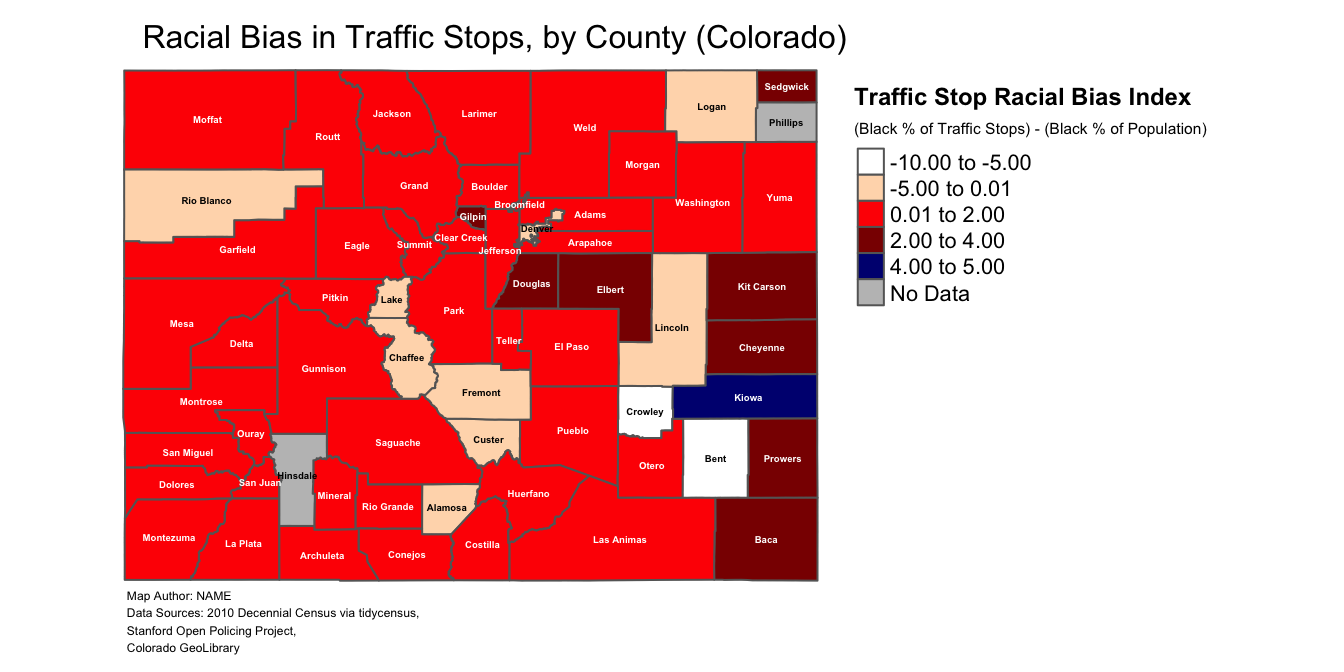 Racial Bias in Traffic Stops, by County (Colorado)
Traffic Stop Racial Bias Index
(Black % of Traffic Stops) - (Black % of Population)
-10.00 to -5.00
-5.00 to 0.01
0.01 to 2.00
2.00 to 4.00
4.00 to 5.00
No Data
Sedgwick
Logan
Jackson
Larimer
Moffat
Phillips
Weld
Routt
Morgan
Grand
Boulder
Yuma
Rio Blanco
Washington
Broomfield
Gilpin
Adams
Denver
Clear Creek
Arapahoe
Summit
Eagle
Garfield
Jefferson
Douglas
Elbert
Kit Carson
Pitkin
Lake
Park
Mesa
Lincoln
Teller
Delta
El Paso
Cheyenne
Chaffee
Gunnison
Fremont
Kiowa
Montrose
Crowley
Pueblo
Ouray
Custer
Saguache
San Miguel
Bent
Prowers
Otero
Hinsdale
San Juan
Dolores
Mineral
Huerfano
Rio Grande
Alamosa
Montezuma
Las Animas
Baca
La Plata
Costilla
Conejos
Archuleta
Map Author: NAME
Data Sources: 2010 Decennial Census via tidycensus,
Stanford Open Policing Project,
Colorado GeoLibrary